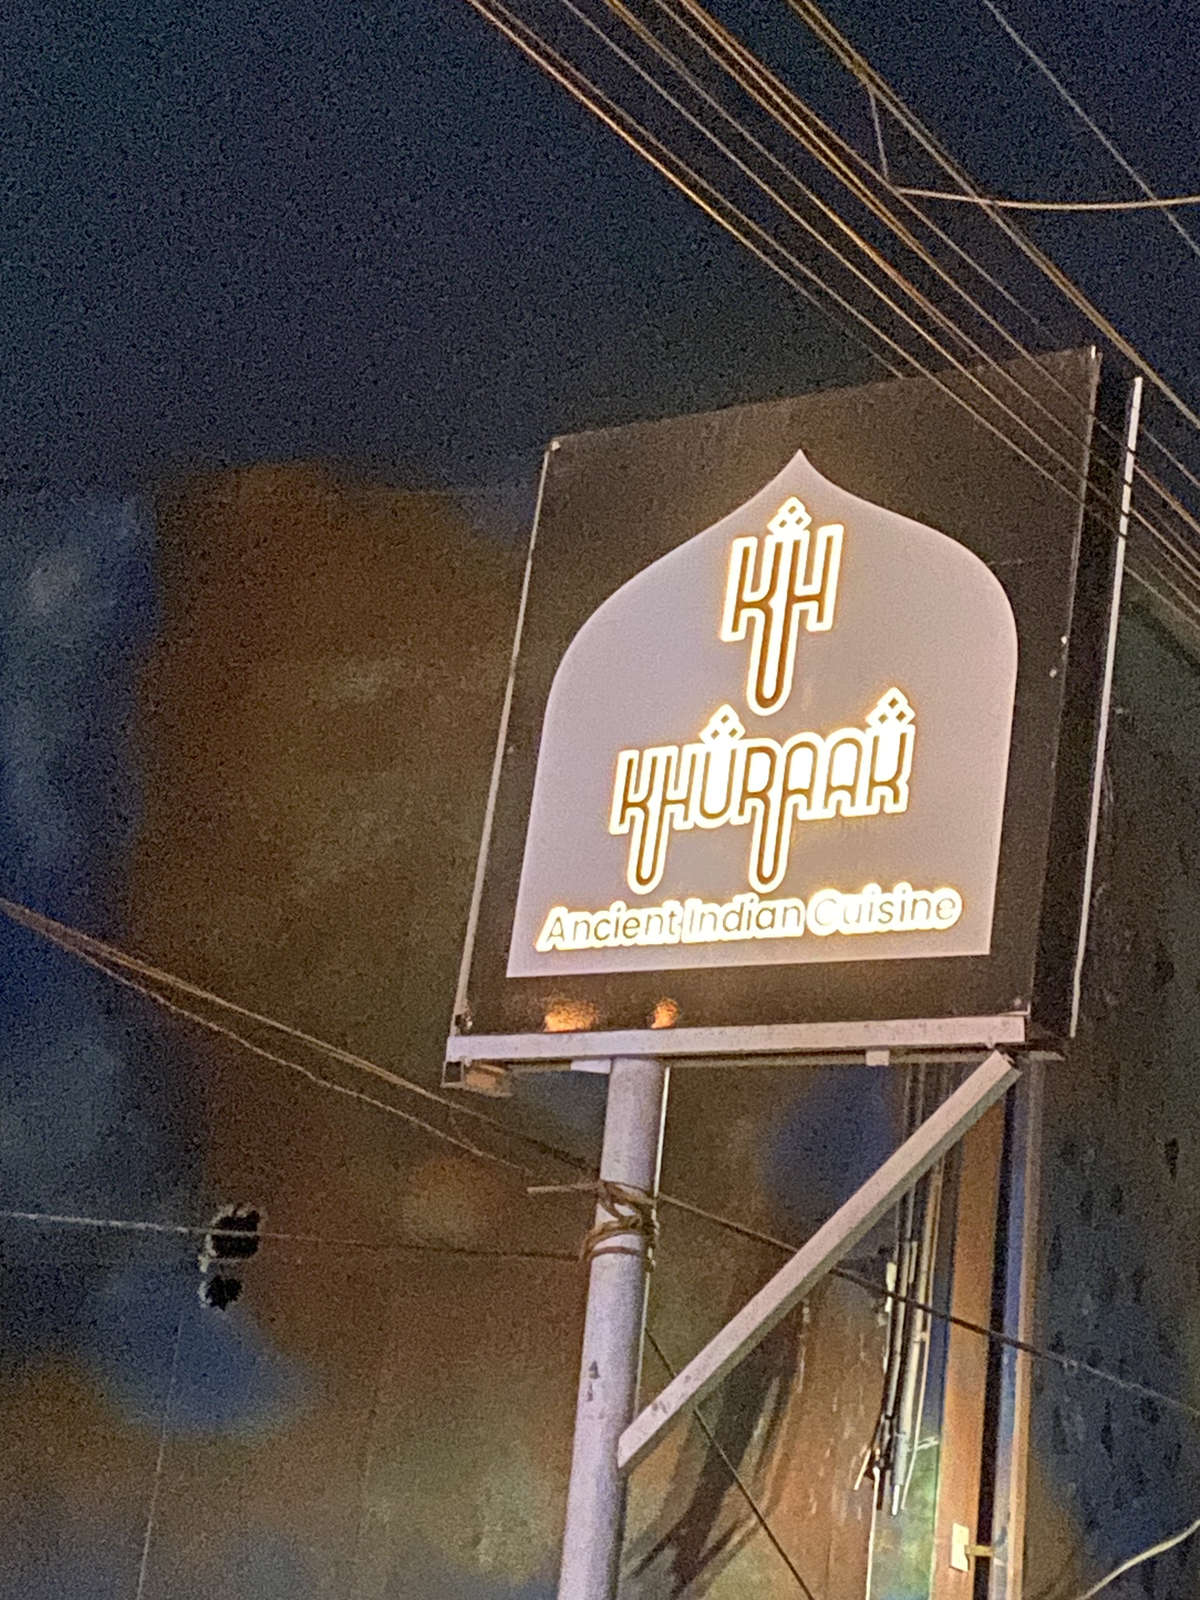 KH
KHURAAK
Ancient Indian Cuisine